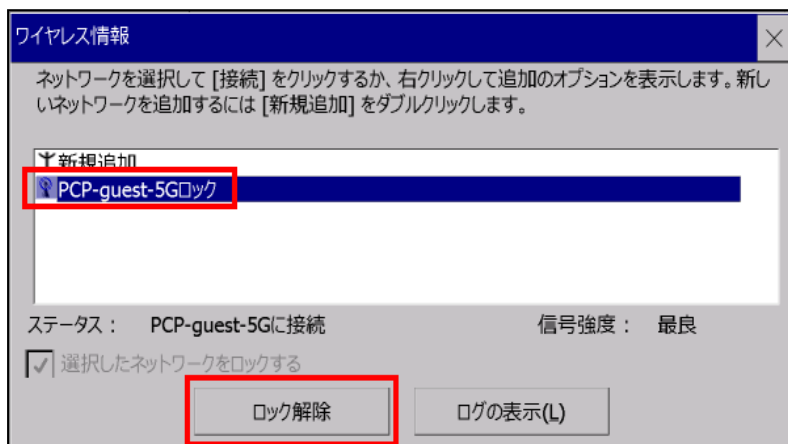 ワイヤレス情報
ネットワークを選択して [接続] をクリックするか、右クリックして追加のオプションを表示します。新し
いネットワークを追加するには [新規追加] をダブルクリックします。
新規追加
PCP-guest-5Gロック
ステータス： PCP-guest-5Gに接続 信号強度： 最良
選択したネットワークをロックする
ロック解除 ログの表示(L)